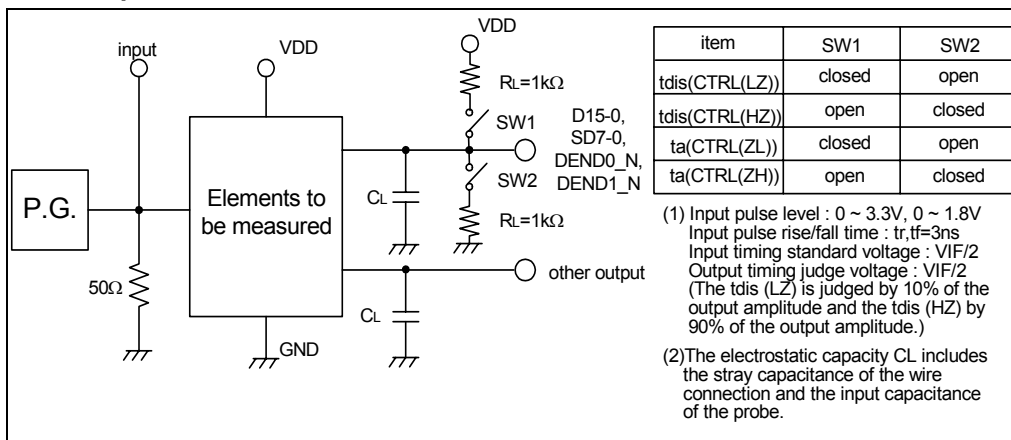 input
VDD
VDD
RL=1kΩ
SW1
D15-0,
SD7-0,
DEND0_N,
DEND1_N
SW2
RL=1kΩ
CL
P.G.
Elements to
be measured
50Ω
other output
CL
GND
item SW1 SW2
tdis(CTRL(LZ)) closed open
tdis(CTRL(HZ)) open closed
ta(CTRL(ZL)) closed open
ta(CTRL(ZH)) open closed
(1) Input pulse level : 0 ~ 3.3V, 0 ~ 1.8V
Input pulse rise/fall time : tr,tf=3ns
Input timing standard voltage : VIF/2
Output timing judge voltage : VIF/2
(The tdis (LZ) is judged by 10% of the
output amplitude and the tdis (HZ) by
90% of the output amplitude.)
(2)The electrostatic capacity CL includes
the stray capacitance of the wire
connection and the input capacitance
of the probe.